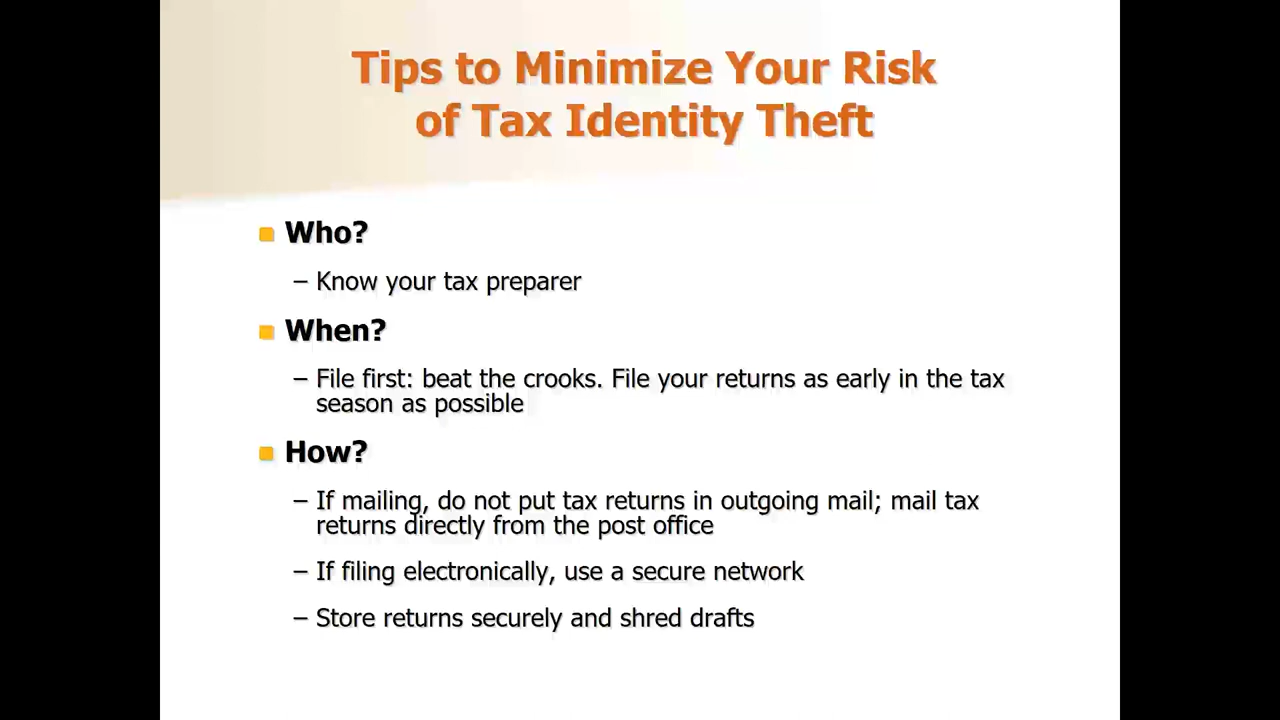 Tips to Minimize Your Risk
of Tax Identity Theft
Who?
– Know your tax preparer
When?
– File first: beat the crooks. File your returns as early in the tax
season as possible
How?
– If mailing, do not put tax returns in outgoing mail; mail tax
returns directly from the post office
– If filing electronically, use a secure network
– Store returns securely and shred drafts